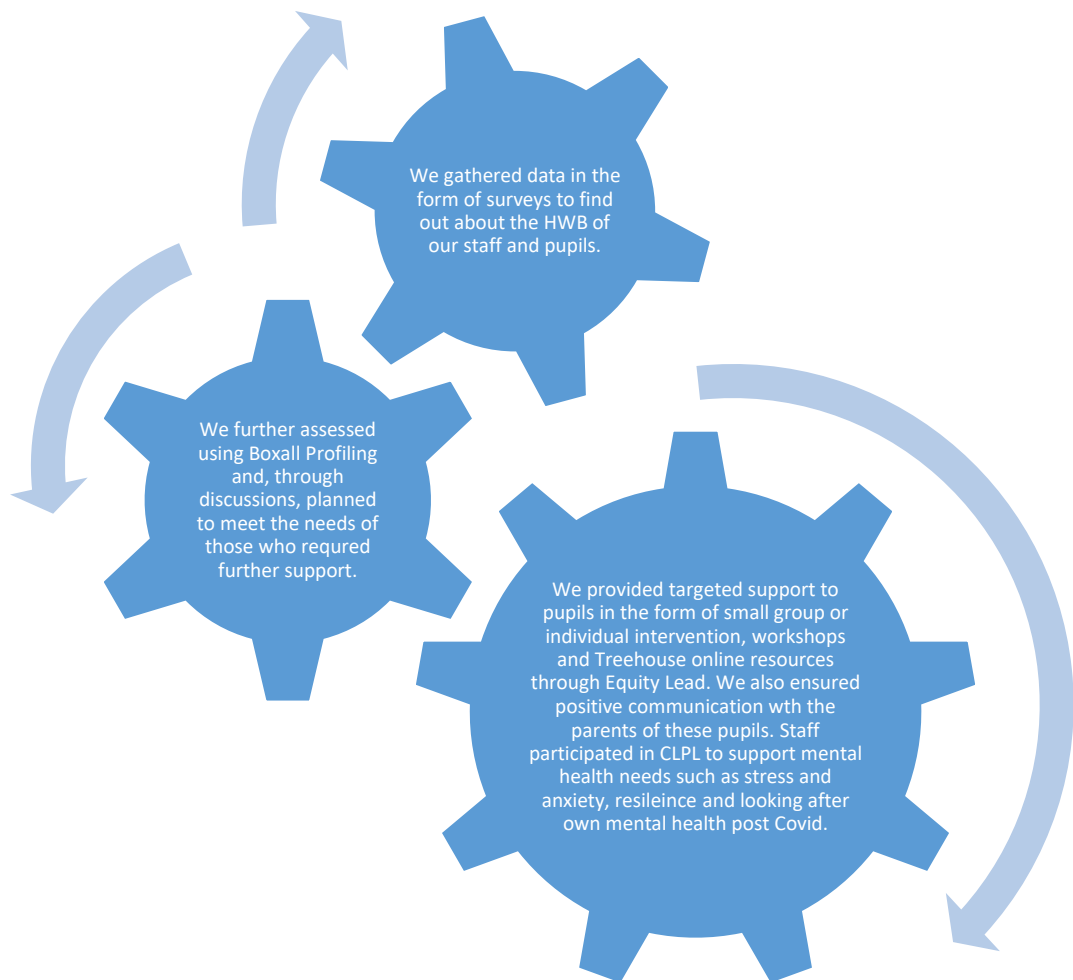 We gathered data in the
form of surveys to find
out about the HWB of
our staff and pupils.
We further assessed
using Boxall Profiling
and, through
discussions, planned
to meet the needs of
those who requred
further support.
We provided targeted support to
pupils in the form of small group or
individual intervention, workshops
and Treehouse online resources
through Equity Lead. We also ensured
positive communication wth the
parents of these pupils. Staff
participated in CLPL to support mental
health needs such as stress and
anxiety, resileince and looking after
own mental health post Covid.